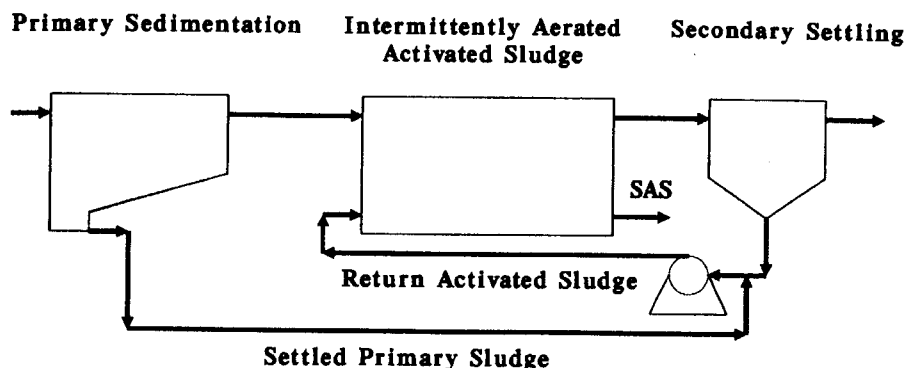 Primary Sedimentation
Intermittently Aerated
Activated Sludge
Secondary Settling
SAS
Return Activated Sludge
Settled Primary Sludge